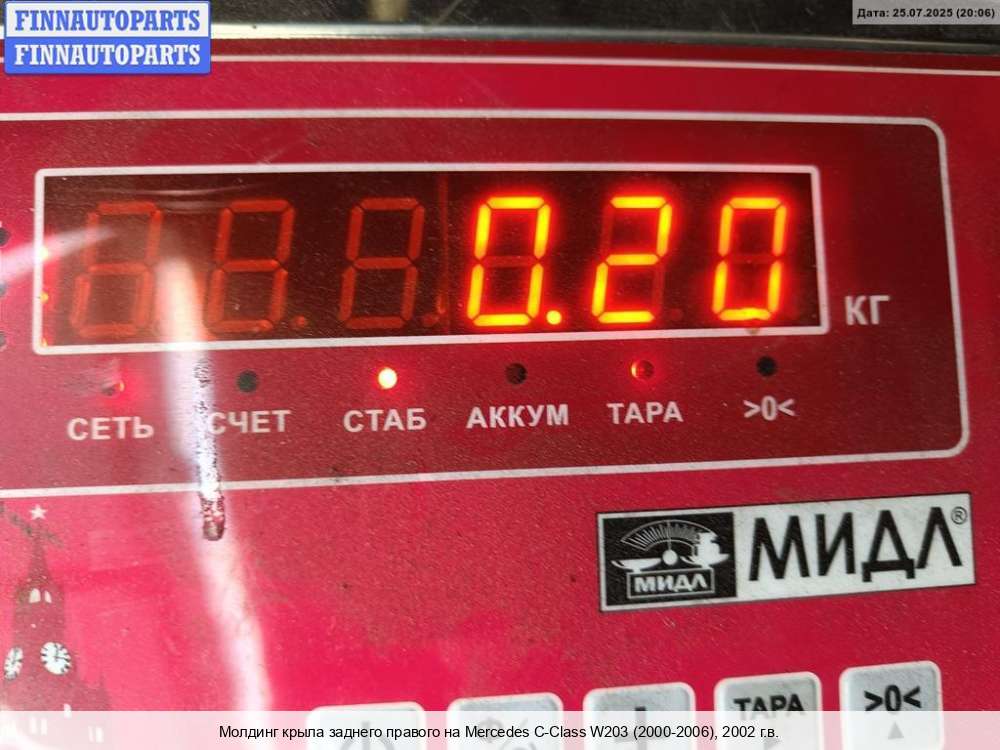 FINNAUTOPARTS
FINNAUTOPARTS
Дата: 25.07.2025 (20:06)
0.20
КГ
СЕТЬ СЧЕТ СТАБ АККУМ ТАРА >0<
МИДЛ МИДЛ®
ТАРА >0<
Молдинг крыла заднего правого на Mercedes C-Class W203 (2000-2006), 2002 г.в.